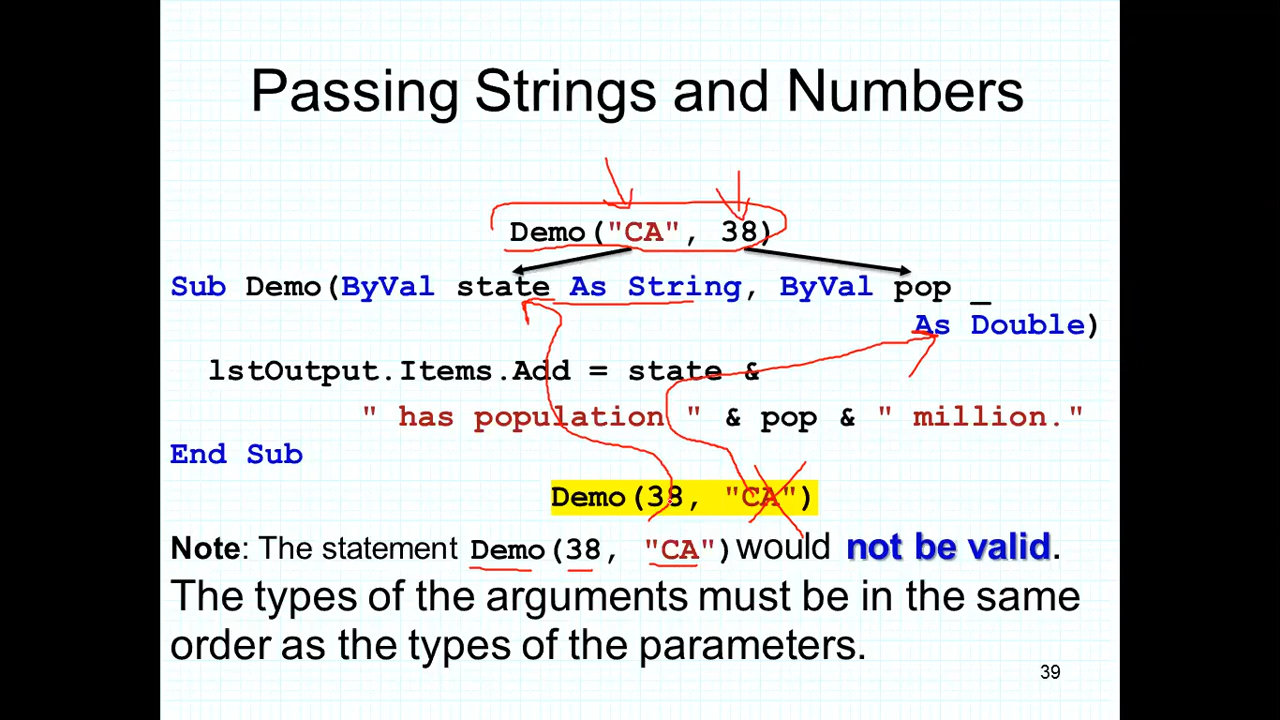 Passing Strings and Numbers
Demo("CA", 38)
Sub Demo(ByVal state As String, ByVal pop _
As Double)
lstOutput.Items.Add = state &
" has population " & pop & " million."
End Sub
Demo(38, "CA")
Note: The statement Demo(38, "CA") would not be valid.
The types of the arguments must be in the same
order as the types of the parameters.
39